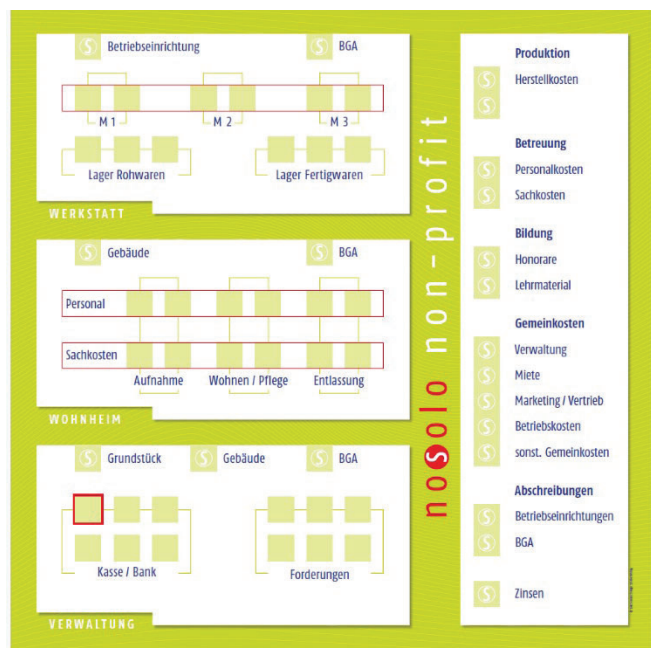 Betriebseinrichtung
BGA
M 1
M 2
M 3
Lager Rohwaren
Lager Fertigwaren
WERKSTATT
Gebäude
BGA
Personal
Sachkosten
Aufnahme
Wohnen / Pflege
Entlassung
WOHNHEIM
Grundstück
Gebäude
BGA
Kasse / Bank
Forderungen
VERWALTUNG
nosolo non-profit
Produktion
Herstellkosten
Betreuung
Personalkosten
Sachkosten
Bildung
Honorare
Lehrmaterial
Gemeinkosten
Verwaltung
Miete
Marketing / Vertrieb
Betriebskosten
sonst. Gemeinkosten
Abschreibungen
Betriebseinrichtungen
BGA
Zinsen